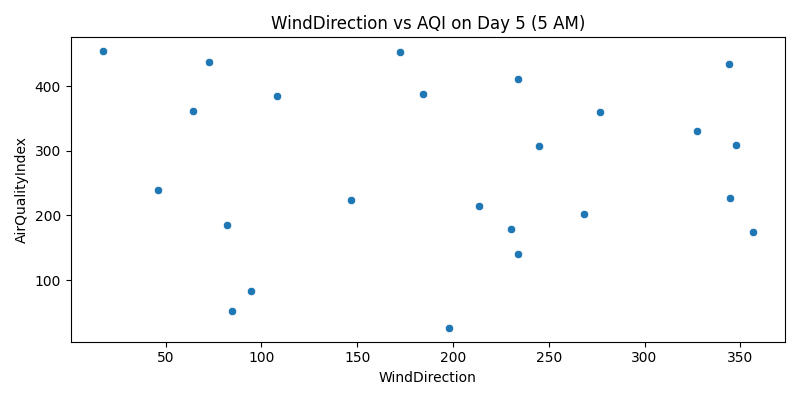 WindDirection vs AQI on Day 5 (5 AM)
AirQualityIndex
400
300
200
100
50 100 150 200 250 300 350
WindDirection